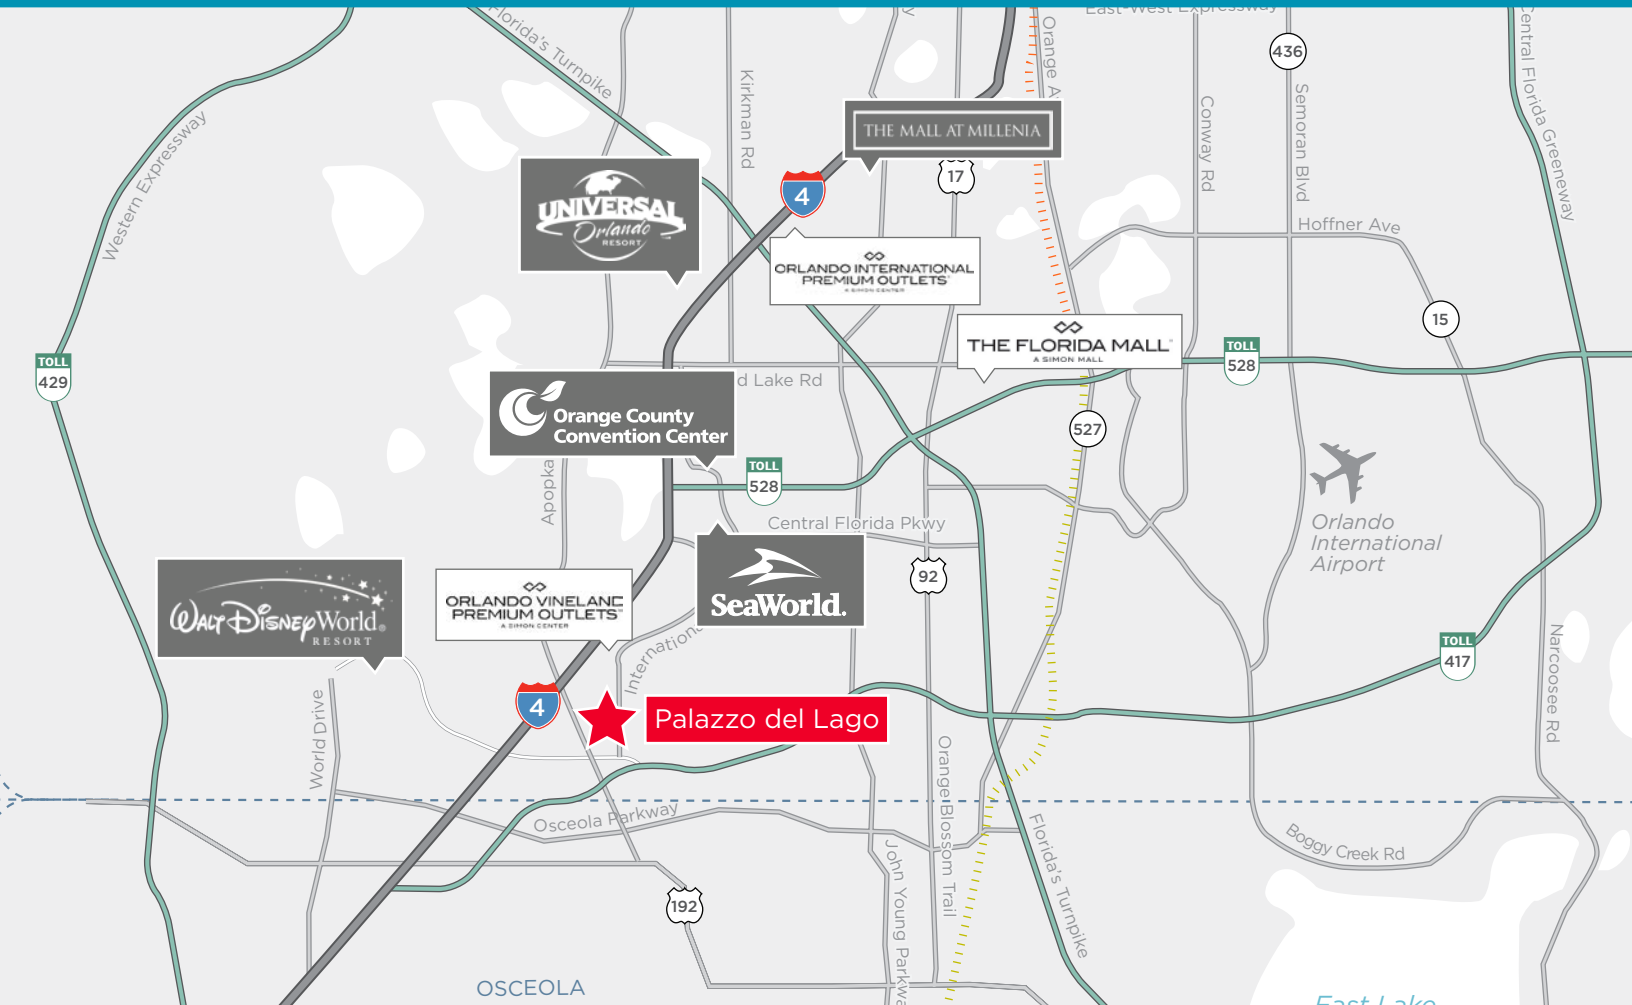 East-West Expressway
Florida's Turnpike
Orange
436
Central Florida Greeneway
Kirkman Rd
Conway Rd
Semoran Blvd
Western Expressway
THE MALL AT MILLENIA
17
4
UNIVERSAL
Orlando
RESORT
Hoffner Ave
ORLANDO INTERNATIONAL
PREMIUM OUTLETS
A SIMON CENTER
15
THE FLORIDA MALL
A SIMON MALL
TOLL
528
TOLL
429
d Lake Rd
Orange County
Convention Center
527
TOLL
528
Apopka
Central Florida Pkwy
Orlando
International
Airport
92
WALT DISNEY World®
RESORT
ORLANDO VINELAND
PREMIUM OUTLETS
A SIMON CENTER
SeaWorld.
International
TOLL
417
Narcoossee Rd
4
Palazzo del Lago
World Drive
Orange Blossom Trail
Osceola Parkway
Florida's Turnpike
Boggy Creek Rd
John Young Parkwa
192
OSCEOLA
East Lake